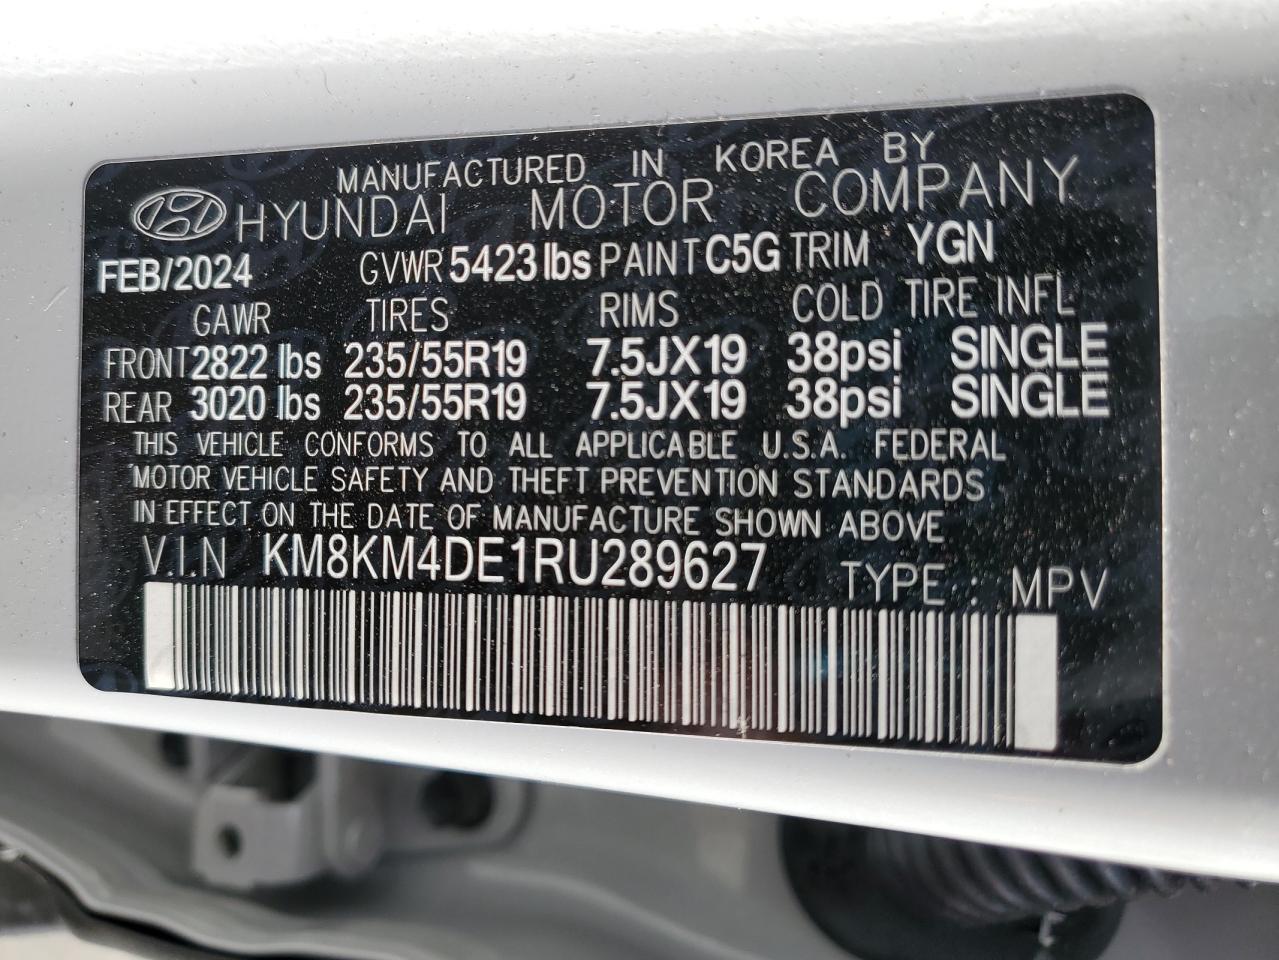 MANUFACTURED IN KOREA BY
HYUNDAI MOTOR COMPANY
FEB/2024 GVWR 5423 lbs PAINT C5G TRIM YGN
GAWR TIRES RIMS COLD TIRE INFL
FRONT 2822 lbs 235/55R19 7.5JX19 38psi SINGLE
REAR 3020 lbs 235/55R19 7.5JX19 38psi SINGLE
THIS VEHICLE CONFORMS TO ALL APPLICABLE U.S.A. FEDERAL
MOTOR VEHICLE SAFETY AND THEFT PREVENTION STANDARDS
IN EFFECT ON THE DATE OF MANUFACTURE SHOWN ABOVE
V.I.N KM8KM4DE1RU289627 TYPE : MPV